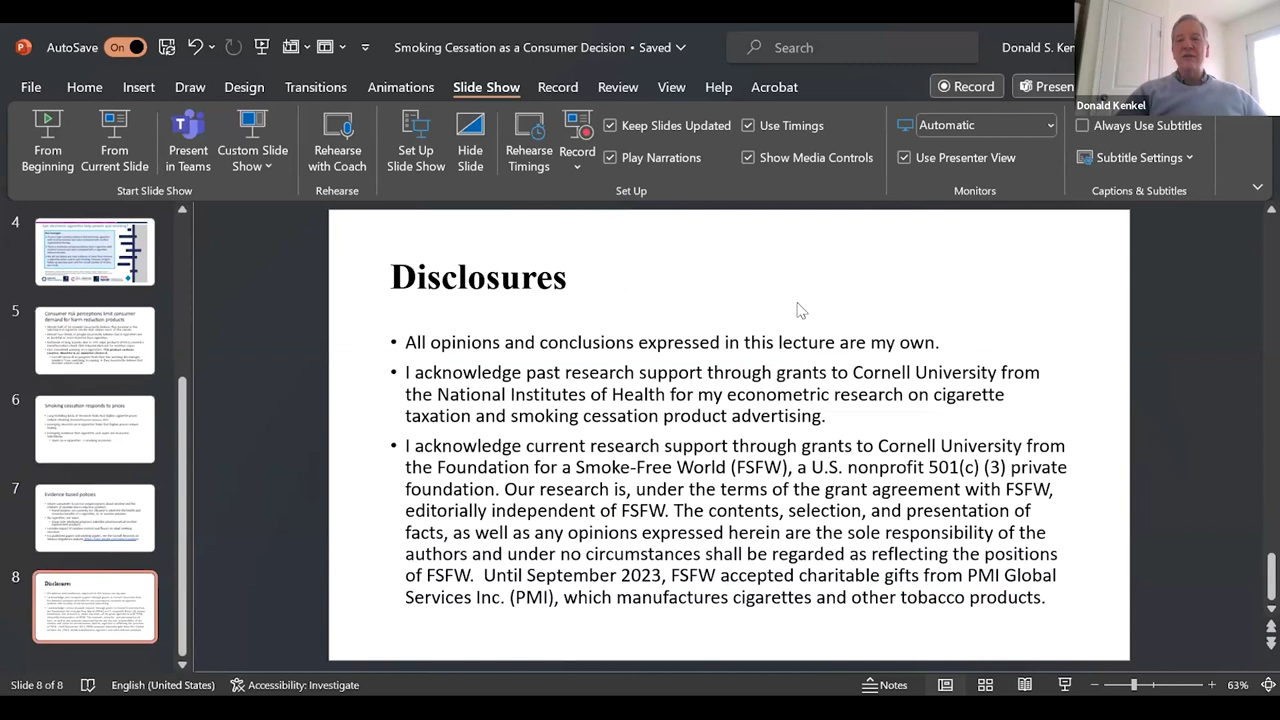 AutoSave On Smoking Cessation as a Consumer Decision • Saved Search Donald S. Ken
File Home Insert Draw Design Transitions Animations Slide Show Record Review View Help Acrobat Record Presen
Donald Kenkel
From Beginning
From Current Slide
Present in Teams
Custom Slide Show
Start Slide Show
Rehearse with Coach
Rehearse
Set Up Slide Show
Hide Slide
Rehearse Timings
Record
Keep Slides Updated
Play Narrations
Use Timings
Show Media Controls
Set Up
Automatic
Use Presenter View
Monitors
Always Use Subtitles
Subtitle Settings
Captions & Subtitles
4
5
Consumer risk perceptions limit consumer
demand for harm reduction products
6
Smoking cessation responds to prices
7
Evidence-based policies
8
Disclosures
Disclosures
• All opinions and conclusions expressed in this lecture are my own.
• I acknowledge past research support through grants to Cornell University from
the National Institutes of Health for my economics research on cigarette
taxation and smoking cessation product advertising.
• I acknowledge current research support through grants to Cornell University from
the Foundation for a Smoke-Free World (FSFW), a U.S. nonprofit 501(c) (3) private
foundation. Our research is, under the terms of the grant agreement with FSFW,
editorially independent of FSFW. The contents, selection, and presentation of
facts, as well as any opinions expressed herein are the sole responsibility of the
authors and under no circumstances shall be regarded as reflecting the positions
of FSFW. Until September 2023, FSFW accepted charitable gifts from PMI Global
Services Inc. (PMI), which manufactures cigarettes and other tobacco products.
Slide 8 of 8 English (United States) Accessibility: Investigate Notes 63%